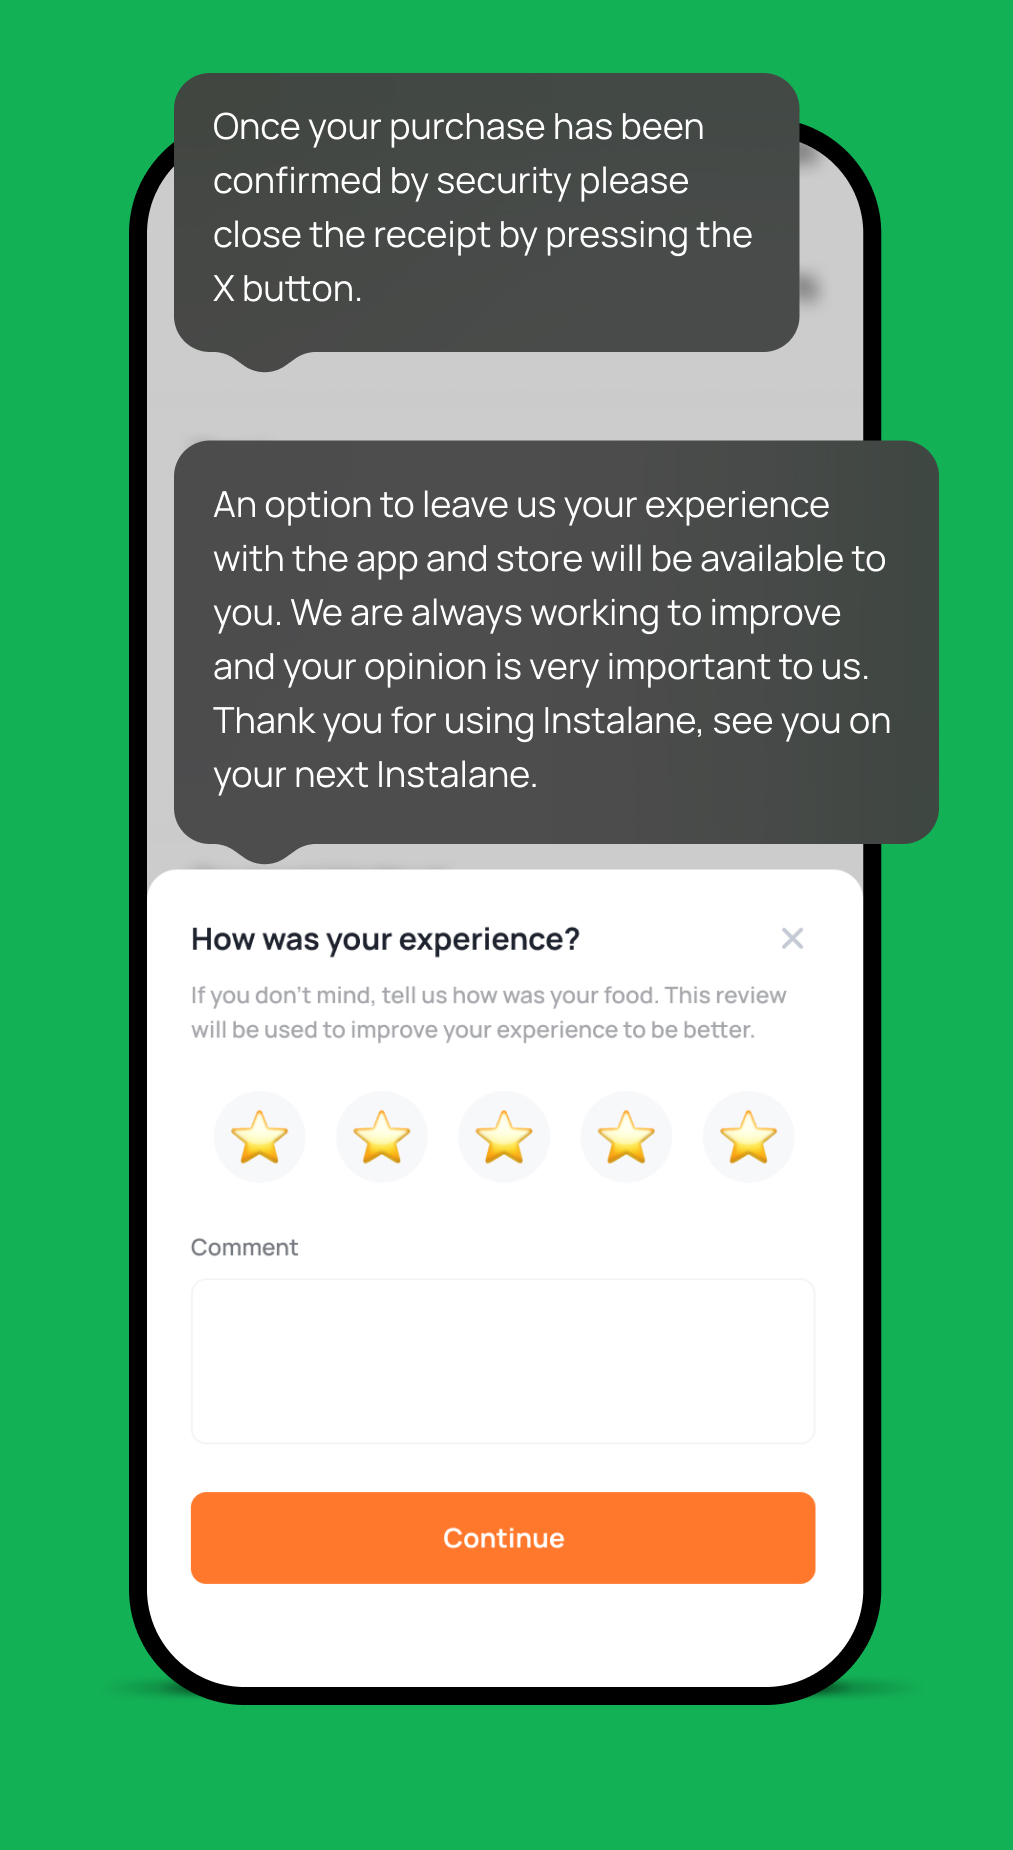 Once your purchase has been
confirmed by security please
close the receipt by pressing the
X button.
An option to leave us your experience
with the app and store will be available to
you. We are always working to improve
and your opinion is very important to us.
Thank you for using Instalane, see you on
your next Instalane.
How was your experience?
If you don't mind, tell us how was your food. This review
will be used to improve your experience to be better.
Comment
Continue